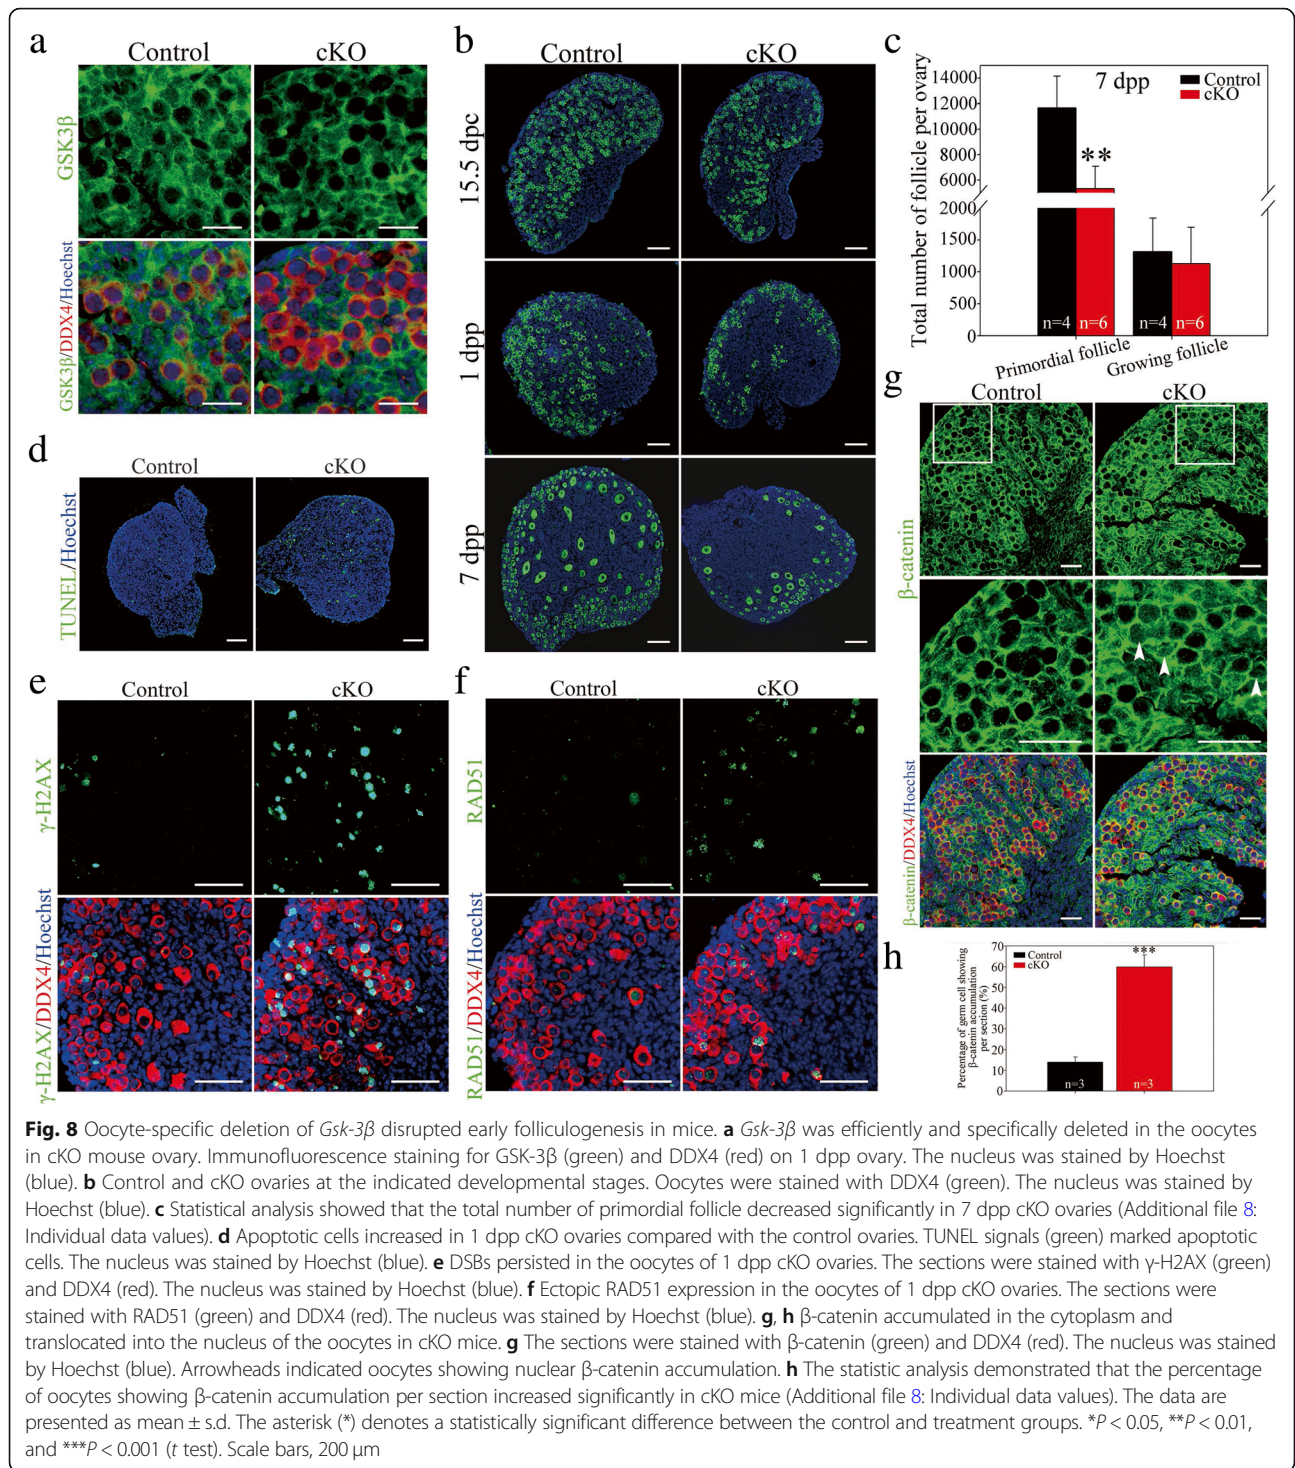 a
Control
cKO
GSK3β
GSK3β/DDX4/Hoechst
b
Control
cKO
15.5 dpc
1 dpp
7 dpp
c
Total number of follicle per ovary
14000
12000
10000
8000
6000
2000
1500
1000
500
0
7 dpp
Control
cKO
**
n=4
n=6
n=4
n=6
Primordial follicle
Growing follicle
d
Control
cKO
TUNEL/Hoechst
e
Control
cKO
γ-H2AX
γ-H2AX/DDX4/Hoechst
f
Control
cKO
RAD51
RAD51/DDX4/Hoechst
g
Control
cKO
β-catenin
β-catenin/DDX4/Hoechst
h
Percentage of germ cell showing
β-catenin accumulation
per section (%)
70
60
50
40
30
20
10
0
Control
cKO
***
n=3
n=3
Fig. 8 Oocyte-specific deletion of Gsk-3β disrupted early folliculogenesis in mice. a Gsk-3β was efficiently and specifically deleted in the oocytes
in cKO mouse ovary. Immunofluorescence staining for GSK-3β (green) and DDX4 (red) on 1 dpp ovary. The nucleus was stained by Hoechst
(blue). b Control and cKO ovaries at the indicated developmental stages. Oocytes were stained with DDX4 (green). The nucleus was stained by
Hoechst (blue). c Statistical analysis showed that the total number of primordial follicle decreased significantly in 7 dpp cKO ovaries (Additional file 8:
Individual data values). d Apoptotic cells increased in 1 dpp cKO ovaries compared with the control ovaries. TUNEL signals (green) marked apoptotic
cells. The nucleus was stained by Hoechst (blue). e DSBs persisted in the oocytes of 1 dpp cKO ovaries. The sections were stained with γ-H2AX (green)
and DDX4 (red). The nucleus was stained by Hoechst (blue). f Ectopic RAD51 expression in the oocytes of 1 dpp cKO ovaries. The sections were
stained with RAD51 (green) and DDX4 (red). The nucleus was stained by Hoechst (blue). g, h β-catenin accumulated in the cytoplasm and
translocated into the nucleus of the oocytes in cKO mice. g The sections were stained with β-catenin (green) and DDX4 (red). The nucleus was stained
by Hoechst (blue). Arrowheads indicated oocytes showing nuclear β-catenin accumulation. h The statistic analysis demonstrated that the percentage
of oocytes showing β-catenin accumulation per section increased significantly in cKO mice (Additional file 8: Individual data values). The data are
presented as mean ± s.d. The asterisk (*) denotes a statistically significant difference between the control and treatment groups. *P < 0.05, **P < 0.01,
and ***P < 0.001 (t test). Scale bars, 200 μm